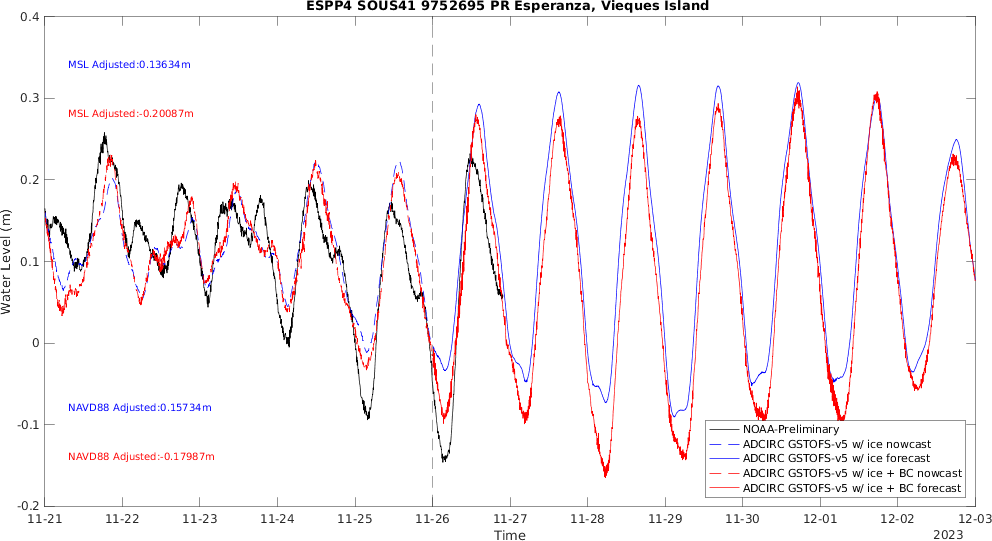 ESPP4 SOUS41 9752695 PR Esperanza, Vieques Island
0.4
0.3
0.2
0.1
0
-0.1
-0.2
Water Level (m)
MSL Adjusted:0.13634m
MSL Adjusted:-0.20087m
NAVD88 Adjusted:0.15734m
NAVD88 Adjusted:-0.17987m
NOAA-Preliminary
ADCIRC GSTOFS-v5 w/ ice nowcast
ADCIRC GSTOFS-v5 w/ ice forecast
ADCIRC GSTOFS-v5 w/ ice + BC nowcast
ADCIRC GSTOFS-v5 w/ ice + BC forecast
11-21 11-22 11-23 11-24 11-25 11-26 11-27 11-28 11-29 11-30 12-01 12-02 12-03
Time
2023